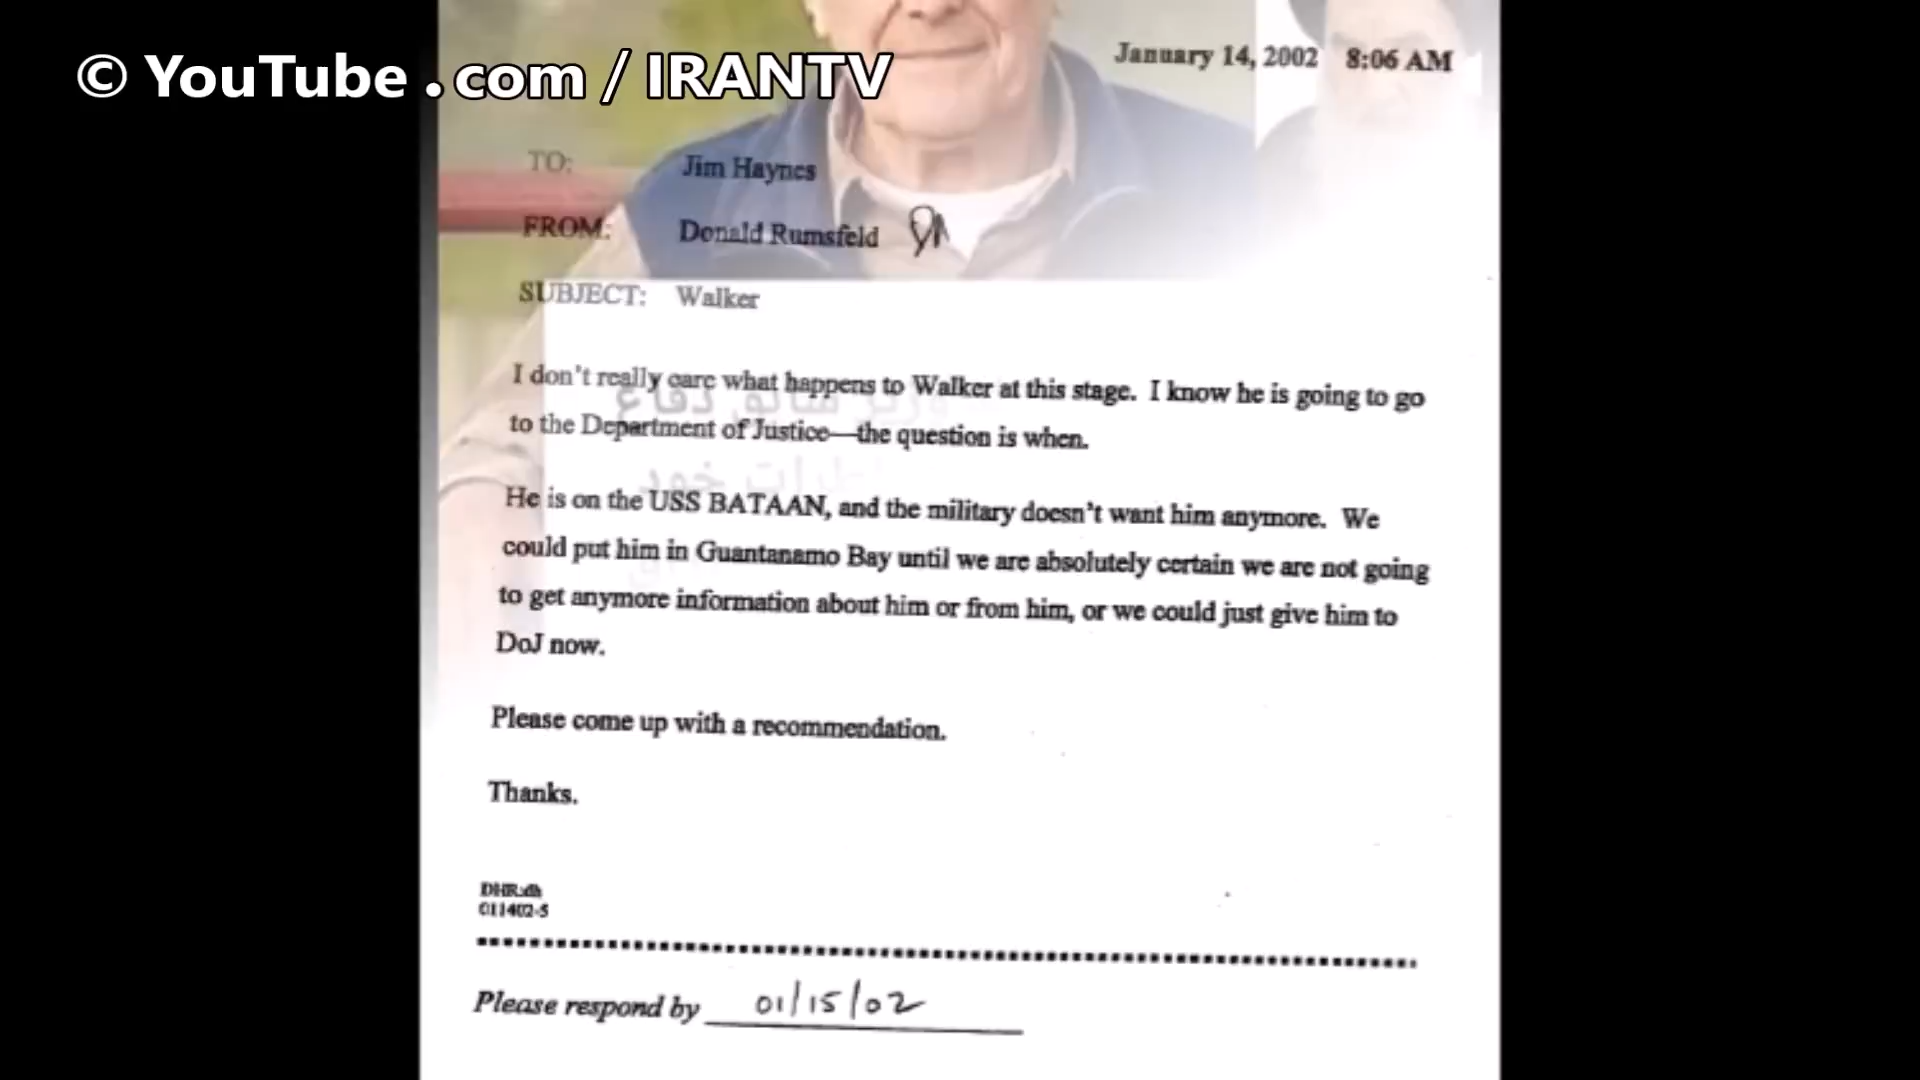 © YouTube . com / IRANTV
January 14, 2002 8:06 AM
TO: Jim Haynes
FROM: Donald Rumsfeld
SUBJECT: Walker
I don't really care what happens to Walker at this stage. I know he is going to go
to the Department of Justice—the question is when.
دفاع
خود
He is on the USS BATAAN, and the military doesn't want him anymore. We
could put him in Guantanamo Bay until we are absolutely certain we are not going
to get anymore information about him or from him, or we could just give him to
DoJ now.
Please come up with a recommendation.
Thanks.
DHR:dh
011402-5
Please respond by 01/15/02